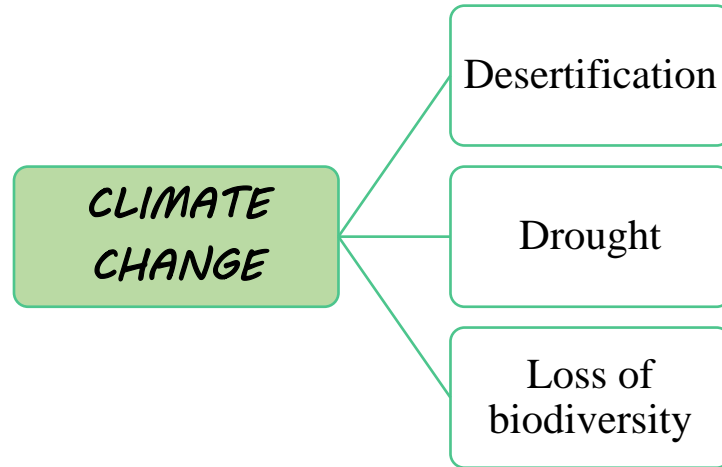 Desertification
CLIMATE
CHANGE
Drought
Loss of
biodiversity